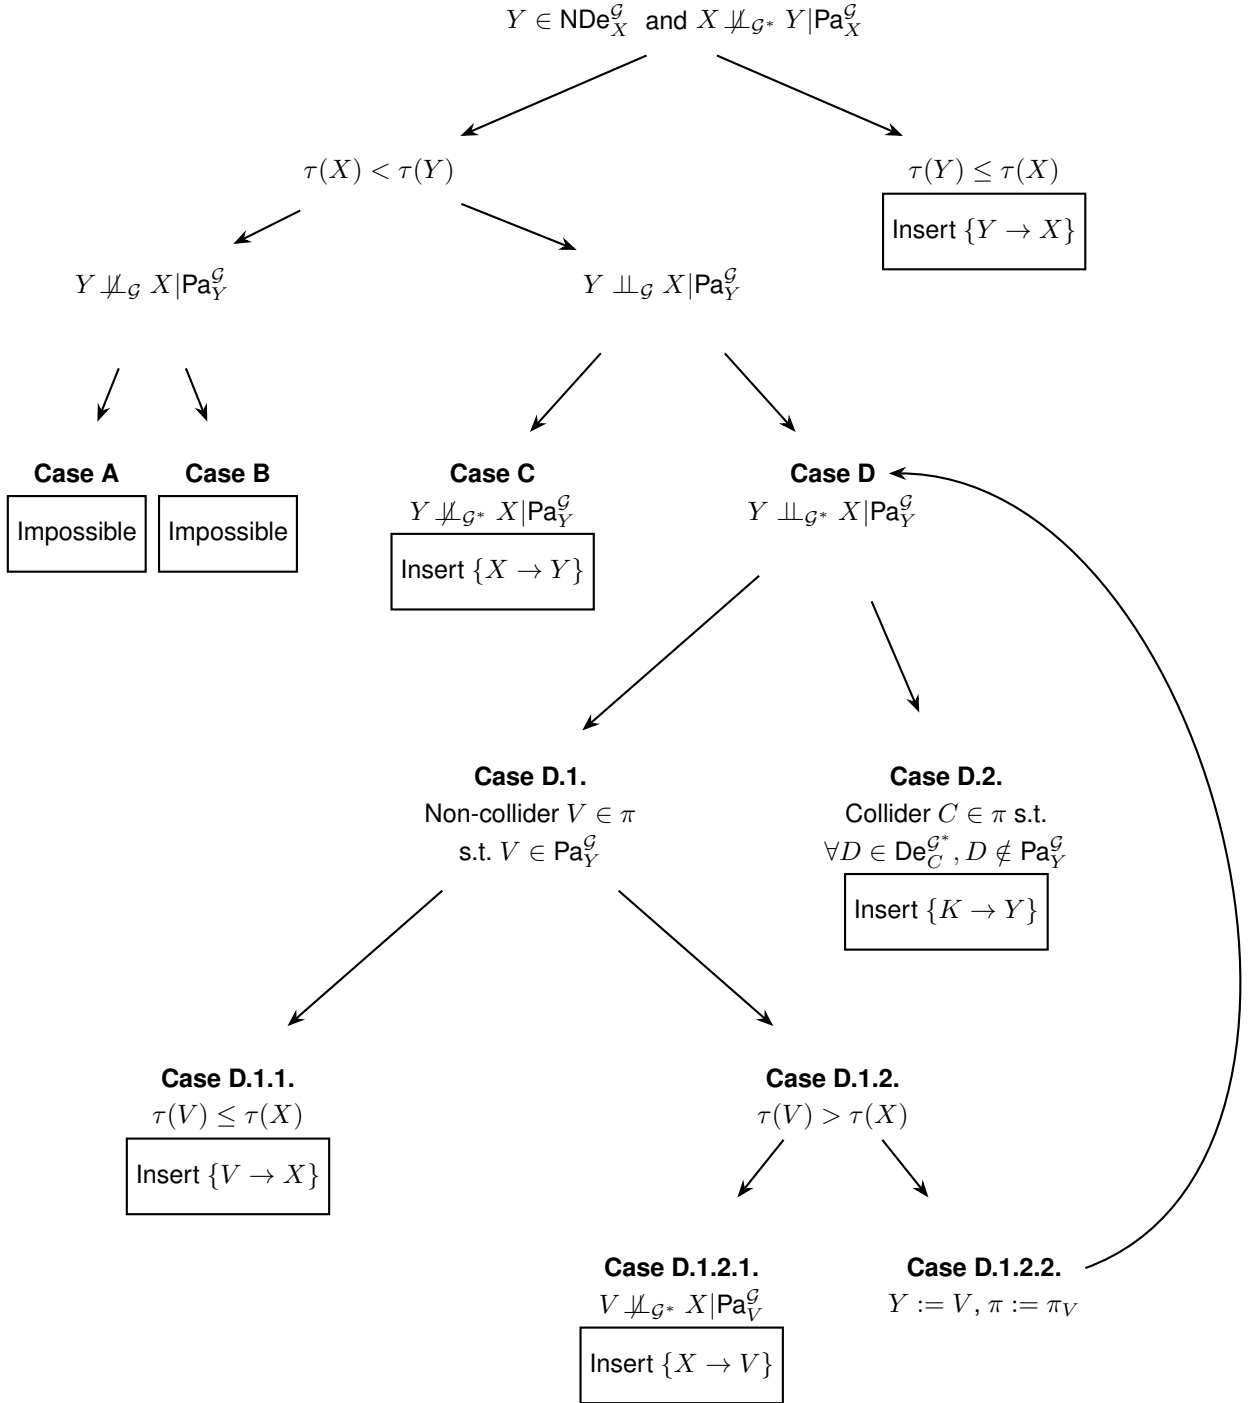 Y ∈ NDe_X^𝒢 and X ⊥̸⊥_𝒢* Y|Pa_X^𝒢
τ(X) < τ(Y)
τ(Y) ≤ τ(X)
Insert {Y → X}
Y ⊥̸⊥_𝒢 X|Pa_Y^𝒢
Y ⊥⊥_𝒢 X|Pa_Y^𝒢
Case A
Impossible
Case B
Impossible
Case C
Y ⊥̸⊥_𝒢* X|Pa_Y^𝒢
Insert {X → Y}
Case D
Y ⊥⊥_𝒢* X|Pa_Y^𝒢
Case D.1.
Non-collider V ∈ π
s.t. V ∈ Pa_Y^𝒢
Case D.2.
Collider C ∈ π s.t.
∀D ∈ De_C^𝒢*, D ∉ Pa_Y^𝒢
Insert {K → Y}
Case D.1.1.
τ(V) ≤ τ(X)
Insert {V → X}
Case D.1.2.
τ(V) > τ(X)
Case D.1.2.1.
V ⊥̸⊥_𝒢* X|Pa_V^𝒢
Insert {X → V}
Case D.1.2.2.
Y := V, π := π_V